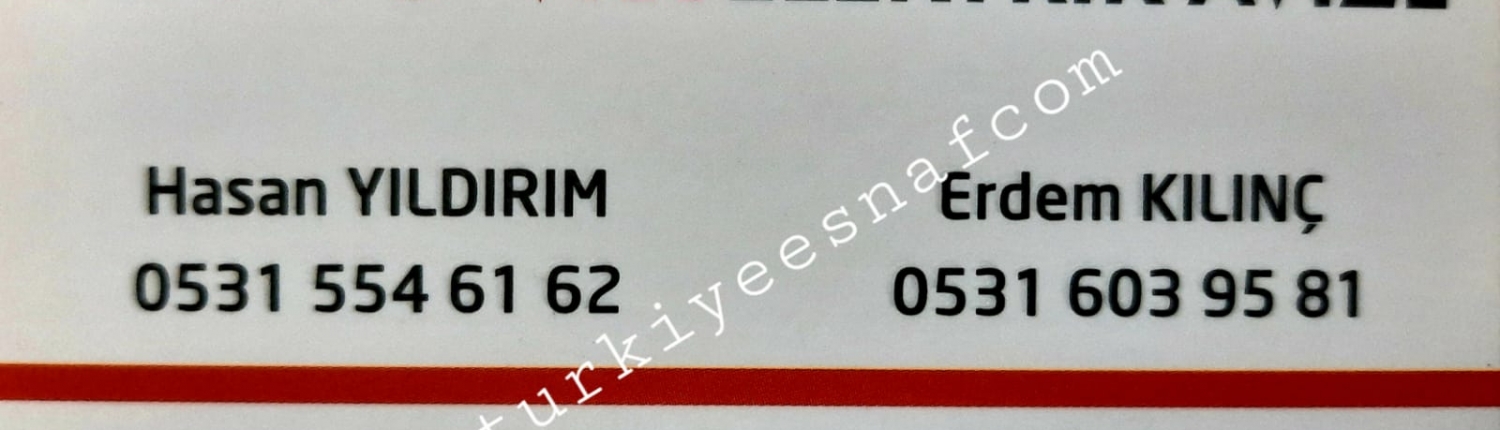 Hasan YILDIRIM
0531 554 61 62
Erdem KILINÇ
0531 603 95 81
turkiyeesnafcom